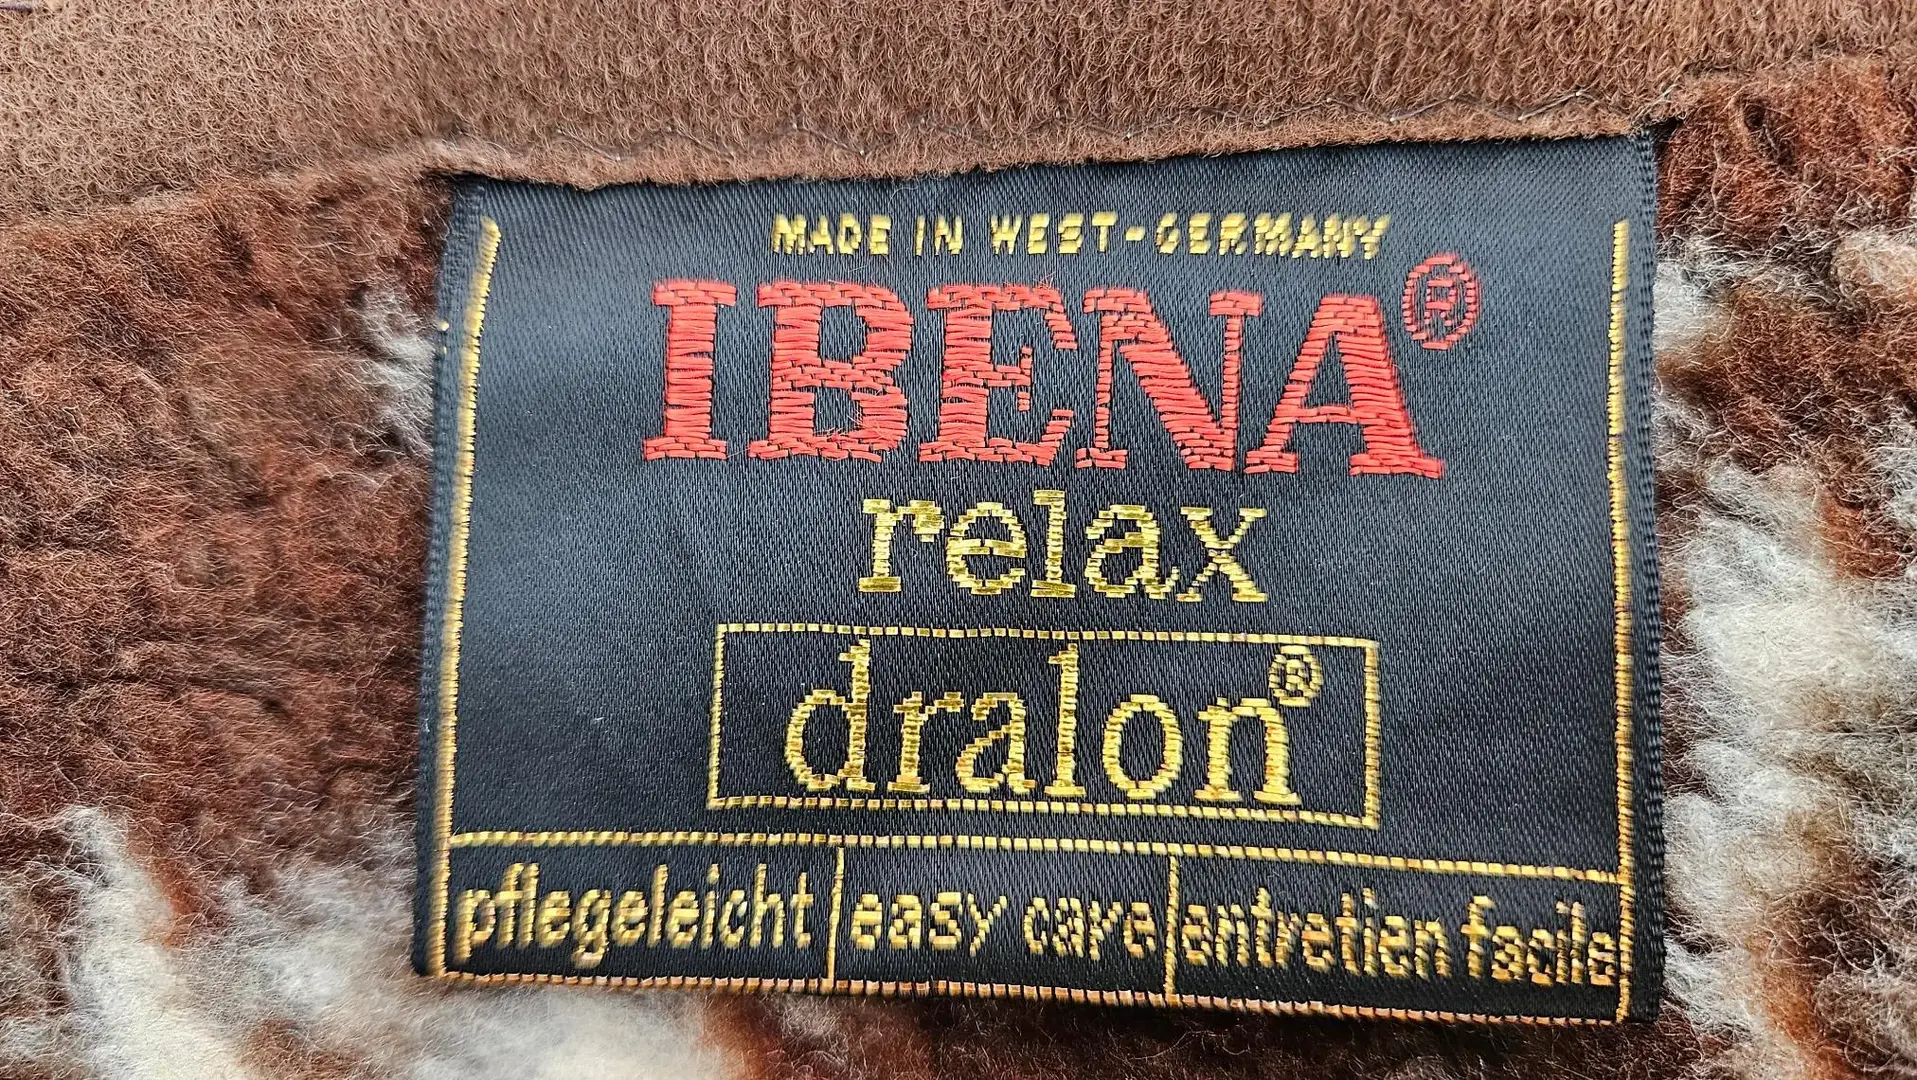 MADE IN WEST-GERMANY
IBENA®
relax
dralon®
pflegeleicht easy care entretien facile